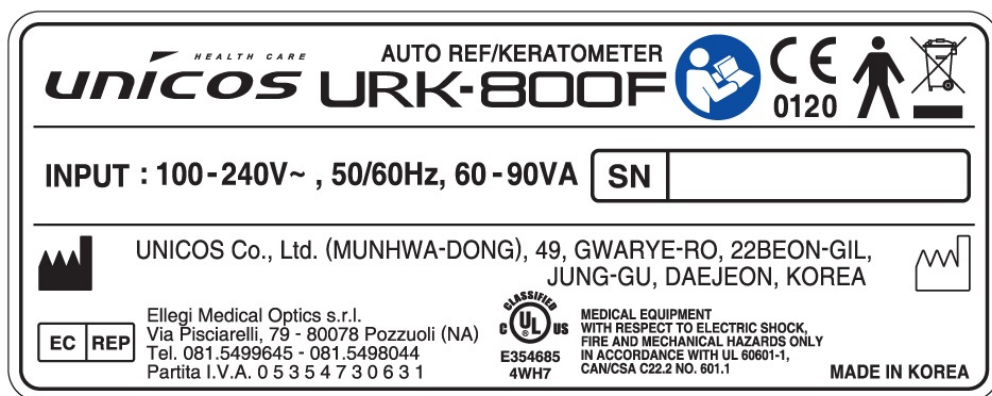 HEALTH CARE
unicos
AUTO REF/KERATOMETER
URK-800F
CE
0120
INPUT : 100-240V~ , 50/60Hz, 60-90VA
SN
UNICOS Co., Ltd. (MUNHWA-DONG), 49, GWARYE-RO, 22BEON-GIL,
JUNG-GU, DAEJEON, KOREA
EC REP
Ellegi Medical Optics s.r.l.
Via Pisciarelli, 79 - 80078 Pozzuoli (NA)
Tel. 081.5499645 - 081.5498044
Partita I.V.A. 0 5 3 5 4 7 3 0 6 3 1
CLASSIFIED
C UL ® US
E354685
4WH7
MEDICAL EQUIPMENT
WITH RESPECT TO ELECTRIC SHOCK,
FIRE AND MECHANICAL HAZARDS ONLY
IN ACCORDANCE WITH UL 60601-1,
CAN/CSA C22.2 NO. 601.1
MADE IN KOREA